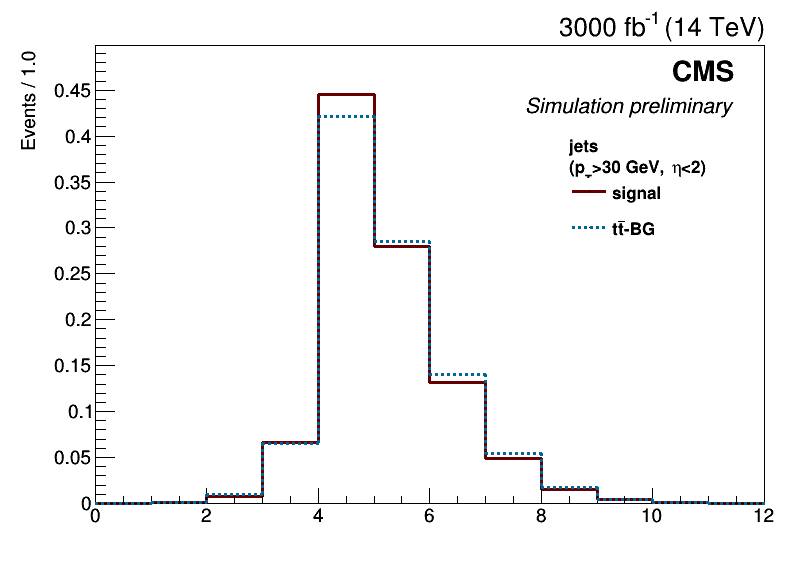 3000 fb-1 (14 TeV)
Events / 1.0
CMS
Simulation preliminary
jets
(pT>30 GeV, η<2)
signal
tt̄-BG
0.45
0.4
0.35
0.3
0.25
0.2
0.15
0.1
0.05
0
0 2 4 6 8 10 12